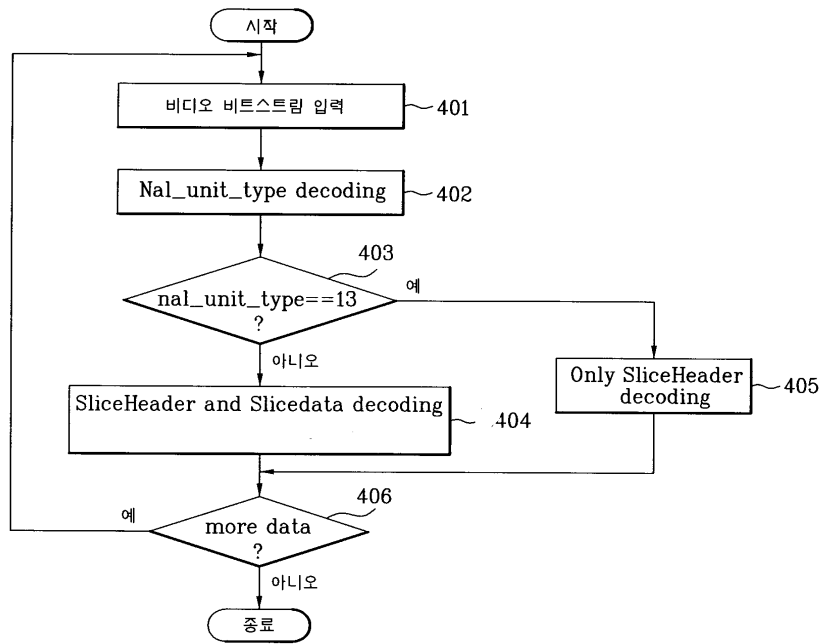 시작
비디오 비트스트림 입력
401
Nal_unit_type decoding
402
403
nal_unit_type==13
?
예
아니오
SliceHeader and Slicedata decoding
404
Only SliceHeader
decoding
405
406
예
more data
?
아니오
종료